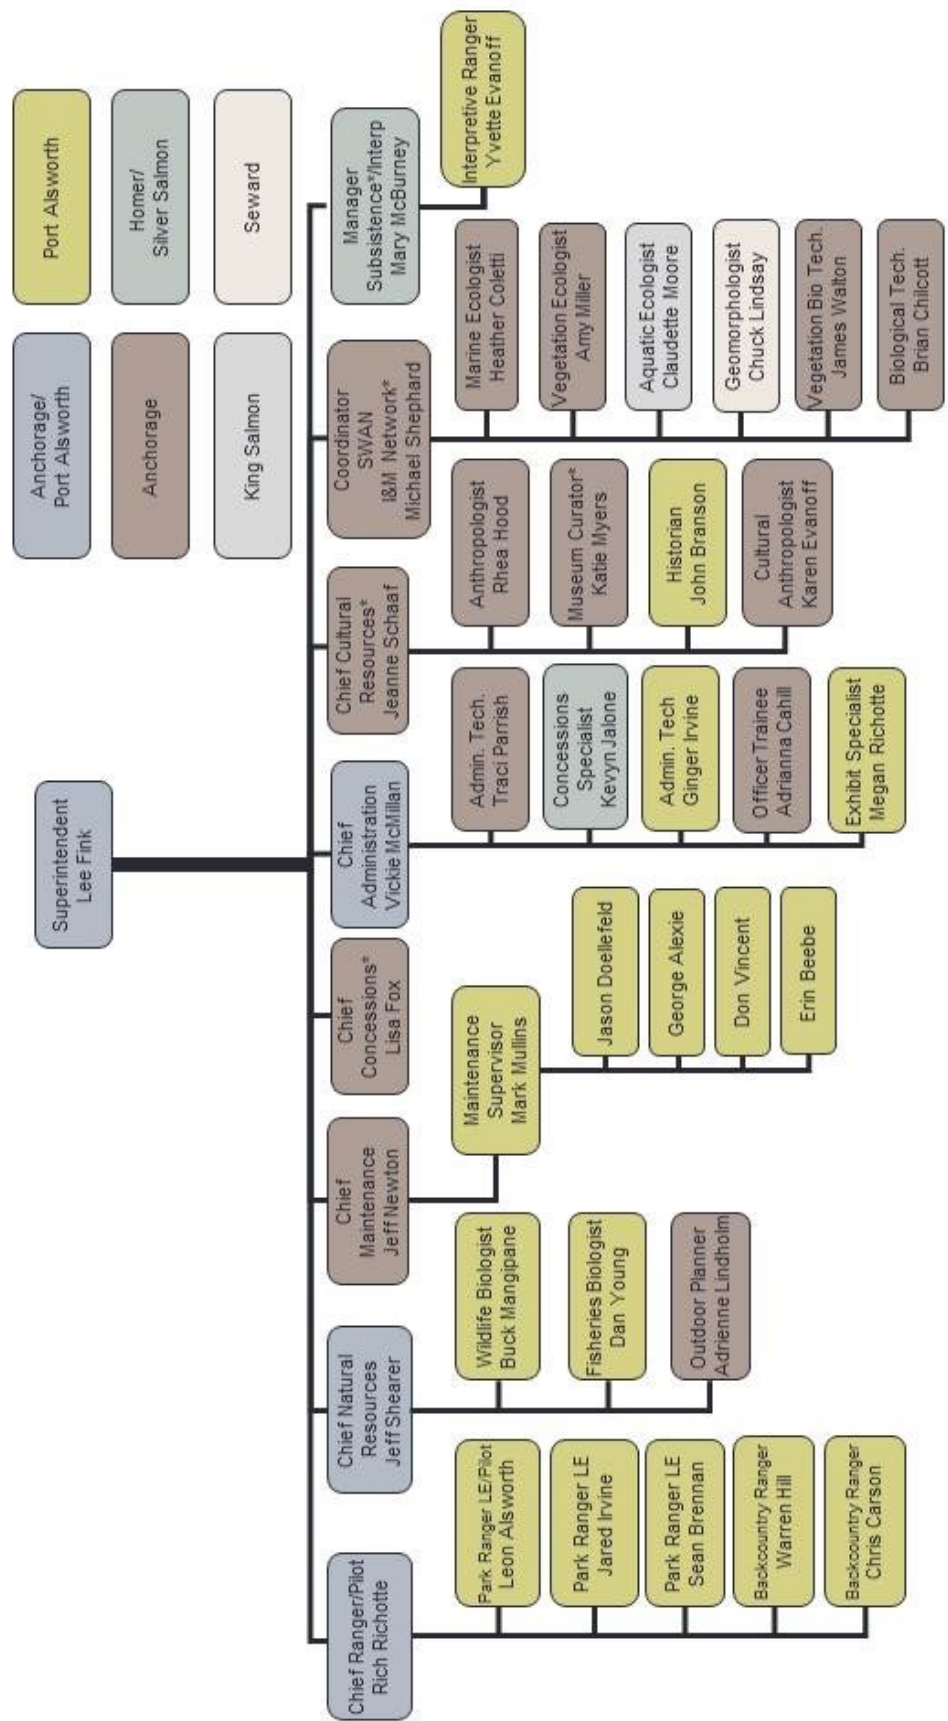 Superintendent
Lee Fink
Anchorage/
Port Alsworth
Port Alsworth
Anchorage
Homer/
Silver Salmon
King Salmon
Seward
Chief Ranger/Pilot
Rich Richotte
Park Ranger LE/Pilot
Leon Alsworth
Park Ranger LE
Jared Irvine
Park Ranger LE
Sean Brennan
Backcountry Ranger
Warren Hill
Backcountry Ranger
Chris Carson
Chief Natural
Resources
Jeff Shearer
Wildlife Biologist
Buck Mangipane
Fisheries Biologist
Dan Young
Outdoor Planner
Adrienne Lindholm
Chief
Maintenance
Jeff Newton
Maintenance
Supervisor
Mark Mullins
Jason Doellefeld
George Alexie
Don Vincent
Erin Beebe
Chief
Concessions*
Lisa Fox
Chief
Administration
Vickie McMillan
Admin. Tech.
Traci Parrish
Concessions
Specialist
Kevyn Jalone
Admin. Tech
Ginger Irvine
Officer Trainee
Adrianna Cahill
Exhibit Specialist
Megan Richotte
Chief Cultural
Resources*
Jeanne Schaaf
Anthropologist
Rhea Hood
Museum Curator*
Katie Myers
Historian
John Branson
Cultural
Anthropologist
Karen Evanoff
Coordinator
SWAN
I&M Network*
Michael Shephard
Marine Ecologist
Heather Coletti
Vegetation Ecologist
Amy Miller
Aquatic Ecologist
Claudette Moore
Geomorphologist
Chuck Lindsay
Vegetation Bio Tech.
James Walton
Biological Tech.
Brian Chilcott
Manager
Subsistence*/Interp
Mary McBurney
Interpretive Ranger
Yvette Evanoff